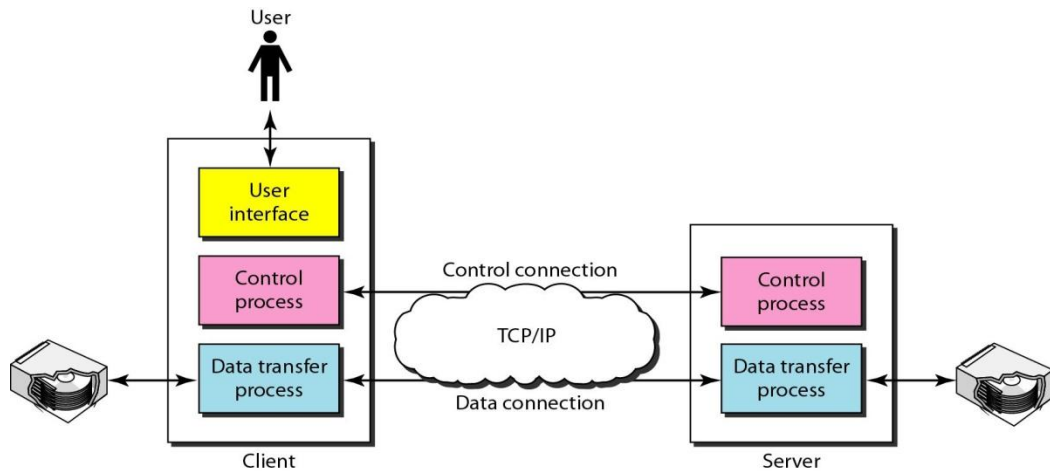 User
User
interface
Control
process
Control connection
Control
process
TCP/IP
Data transfer
process
Data transfer
process
Data connection
Client
Server